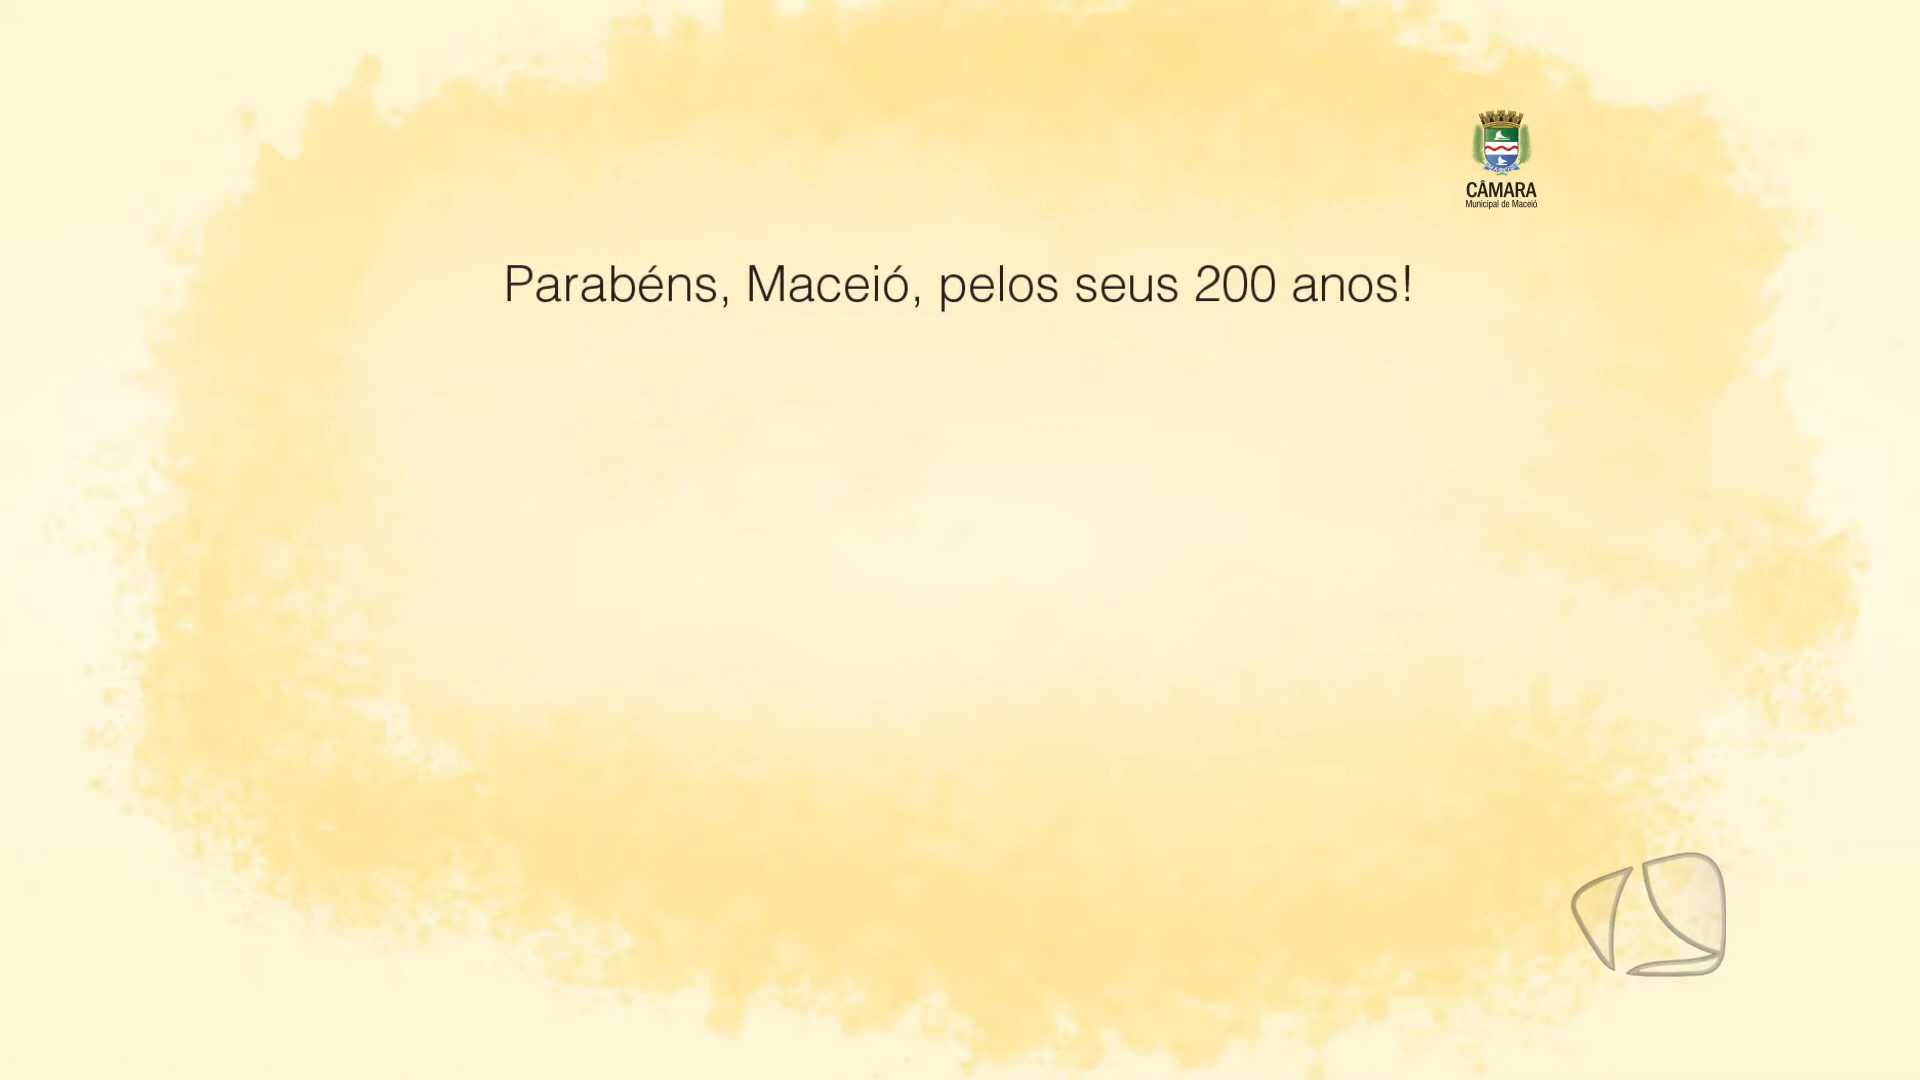 CÂMARA
Municipal de Maceió
Parabéns, Maceió, pelos seus 200 anos!